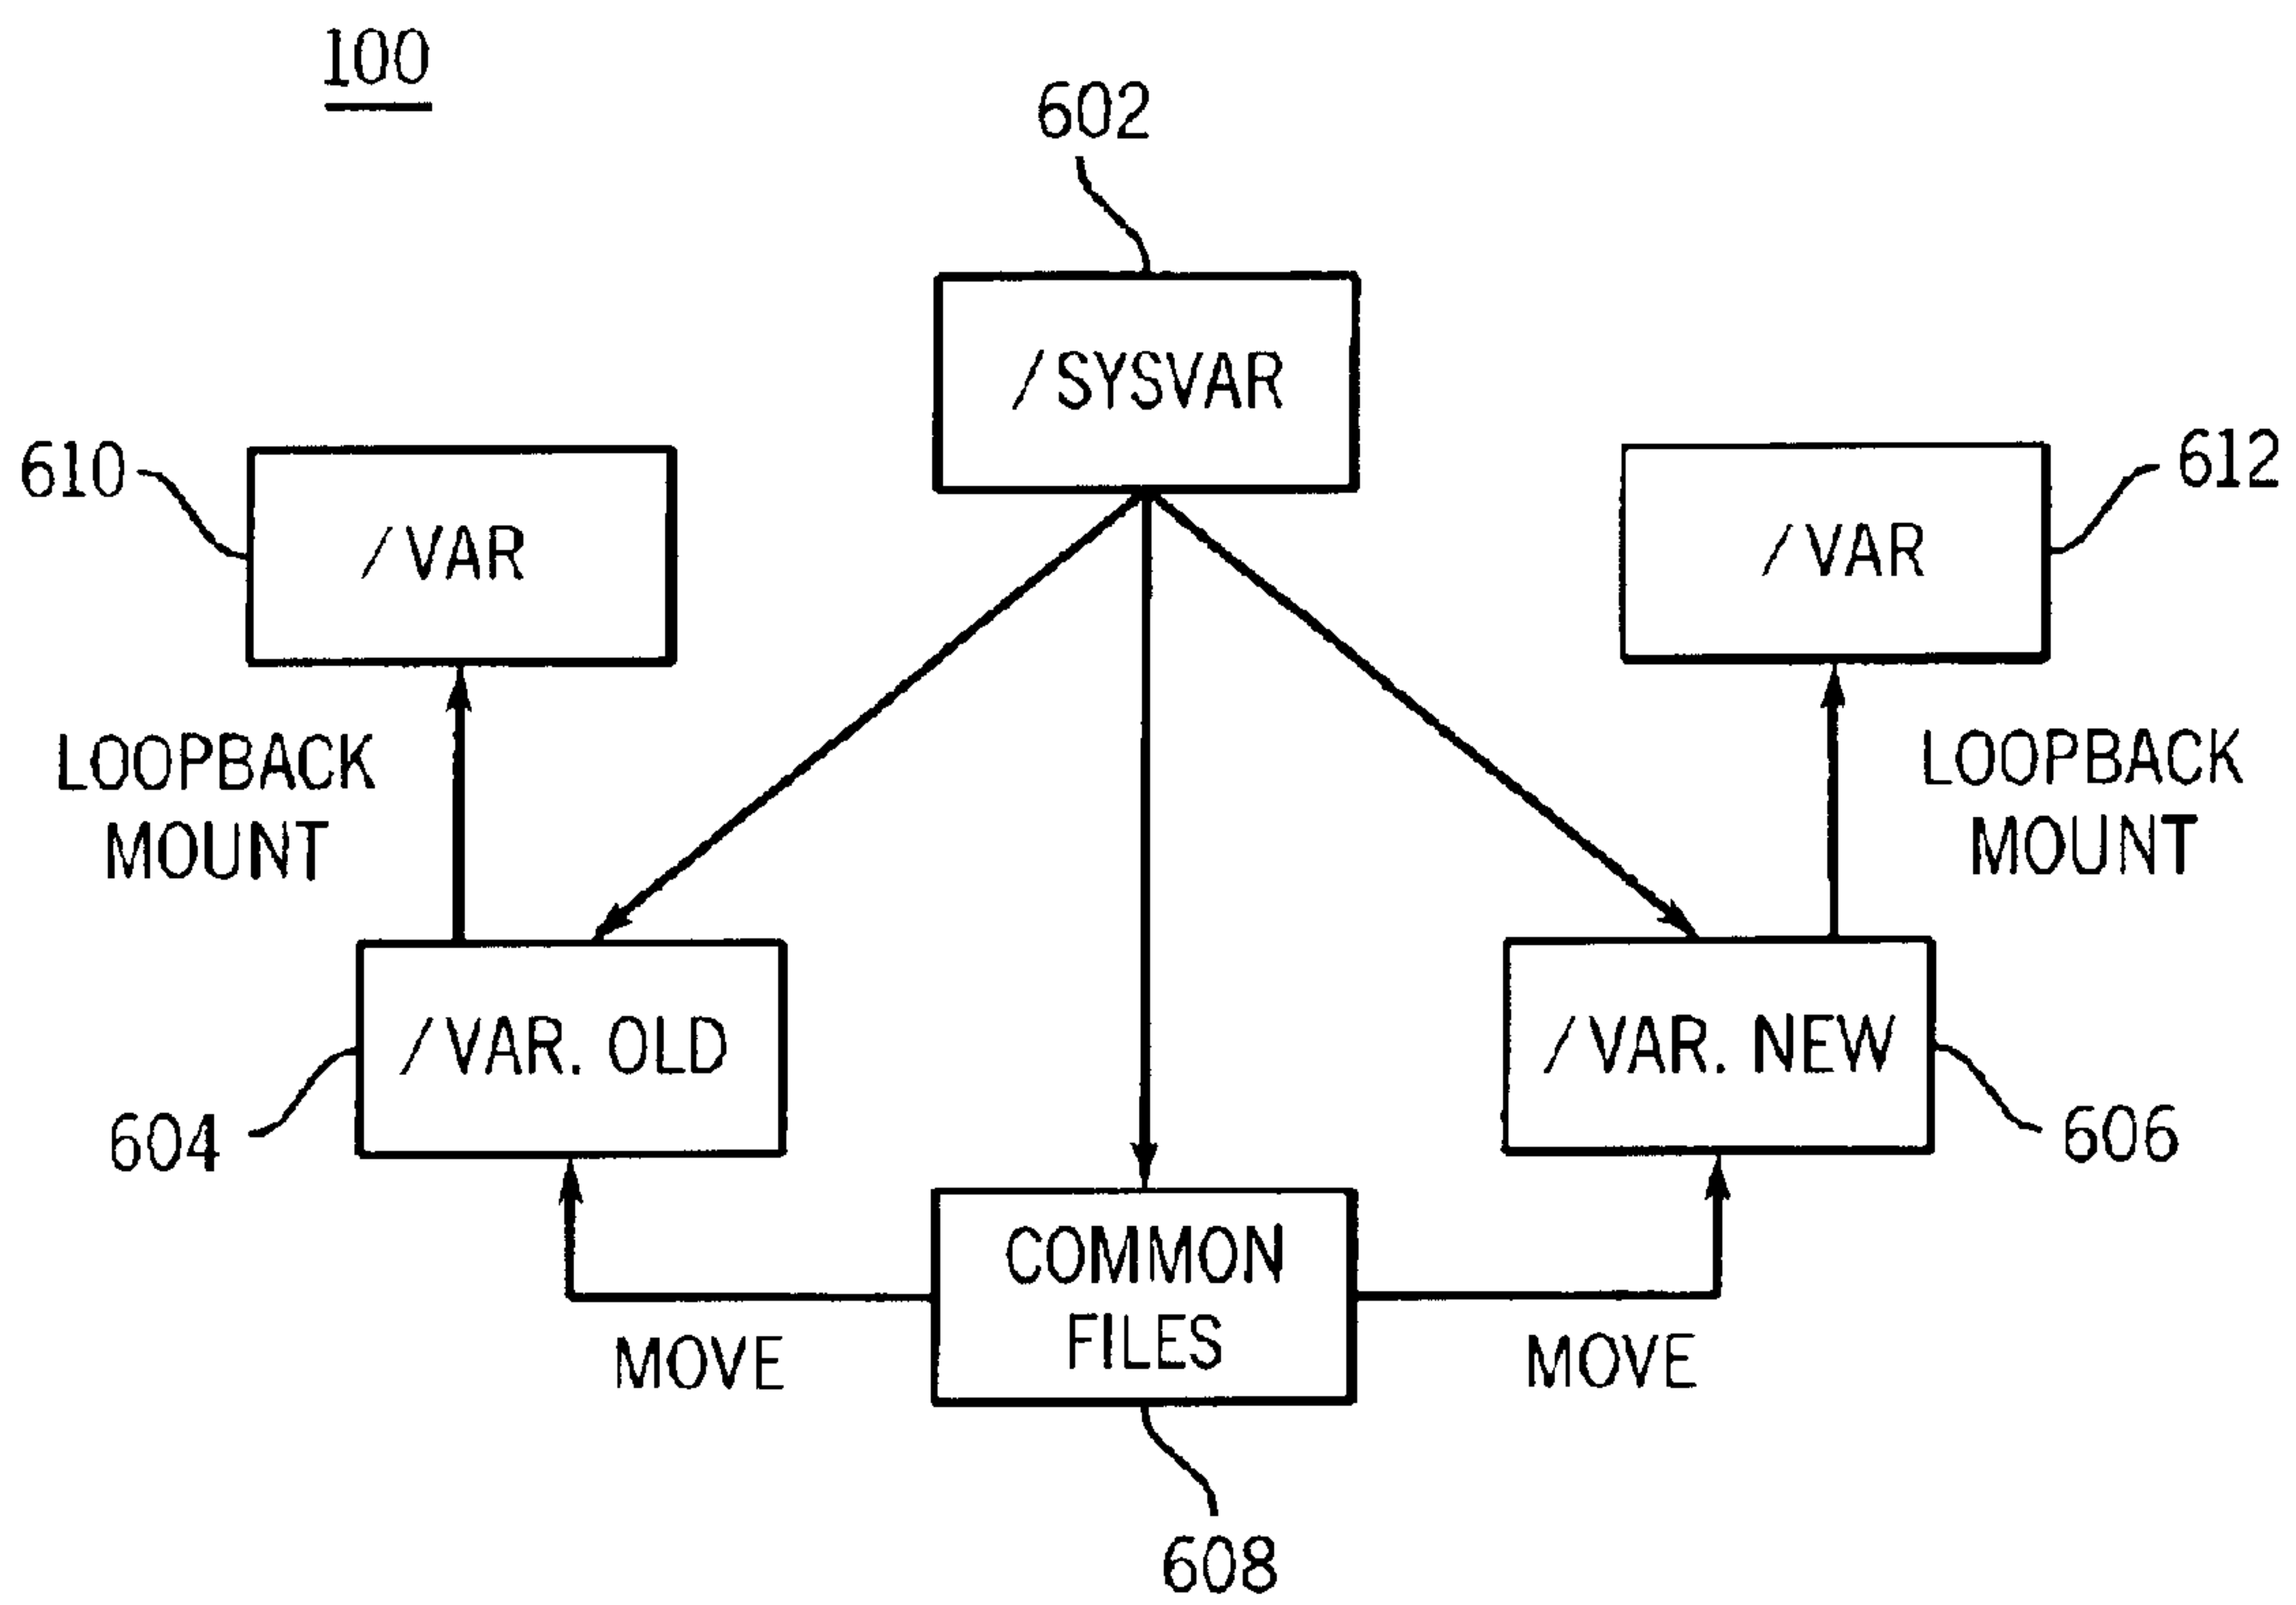 100
602
/SYSVAR
610
/VAR
612
/VAR
LOOPBACK
MOUNT
LOOPBACK
MOUNT
/VAR. OLD
604
/VAR. NEW
606
COMMON
FILES
MOVE
MOVE
608